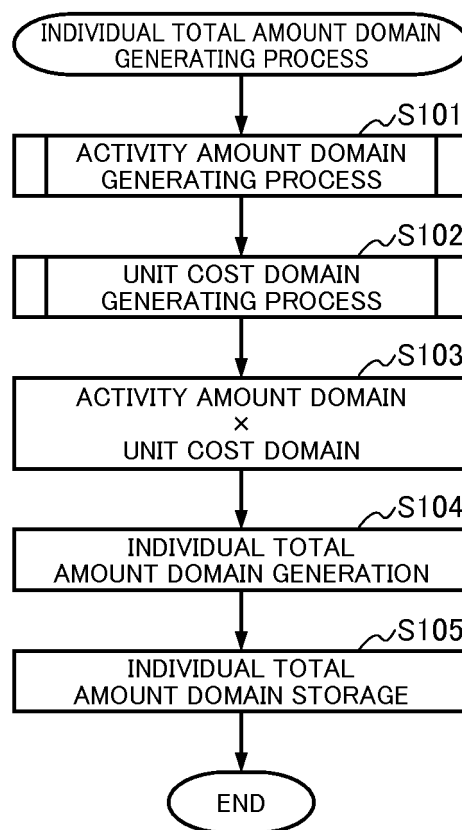 INDIVIDUAL TOTAL AMOUNT DOMAIN
GENERATING PROCESS
S101
ACTIVITY AMOUNT DOMAIN
GENERATING PROCESS
S102
UNIT COST DOMAIN
GENERATING PROCESS
S103
ACTIVITY AMOUNT DOMAIN
×
UNIT COST DOMAIN
S104
INDIVIDUAL TOTAL
AMOUNT DOMAIN GENERATION
S105
INDIVIDUAL TOTAL
AMOUNT DOMAIN STORAGE
END